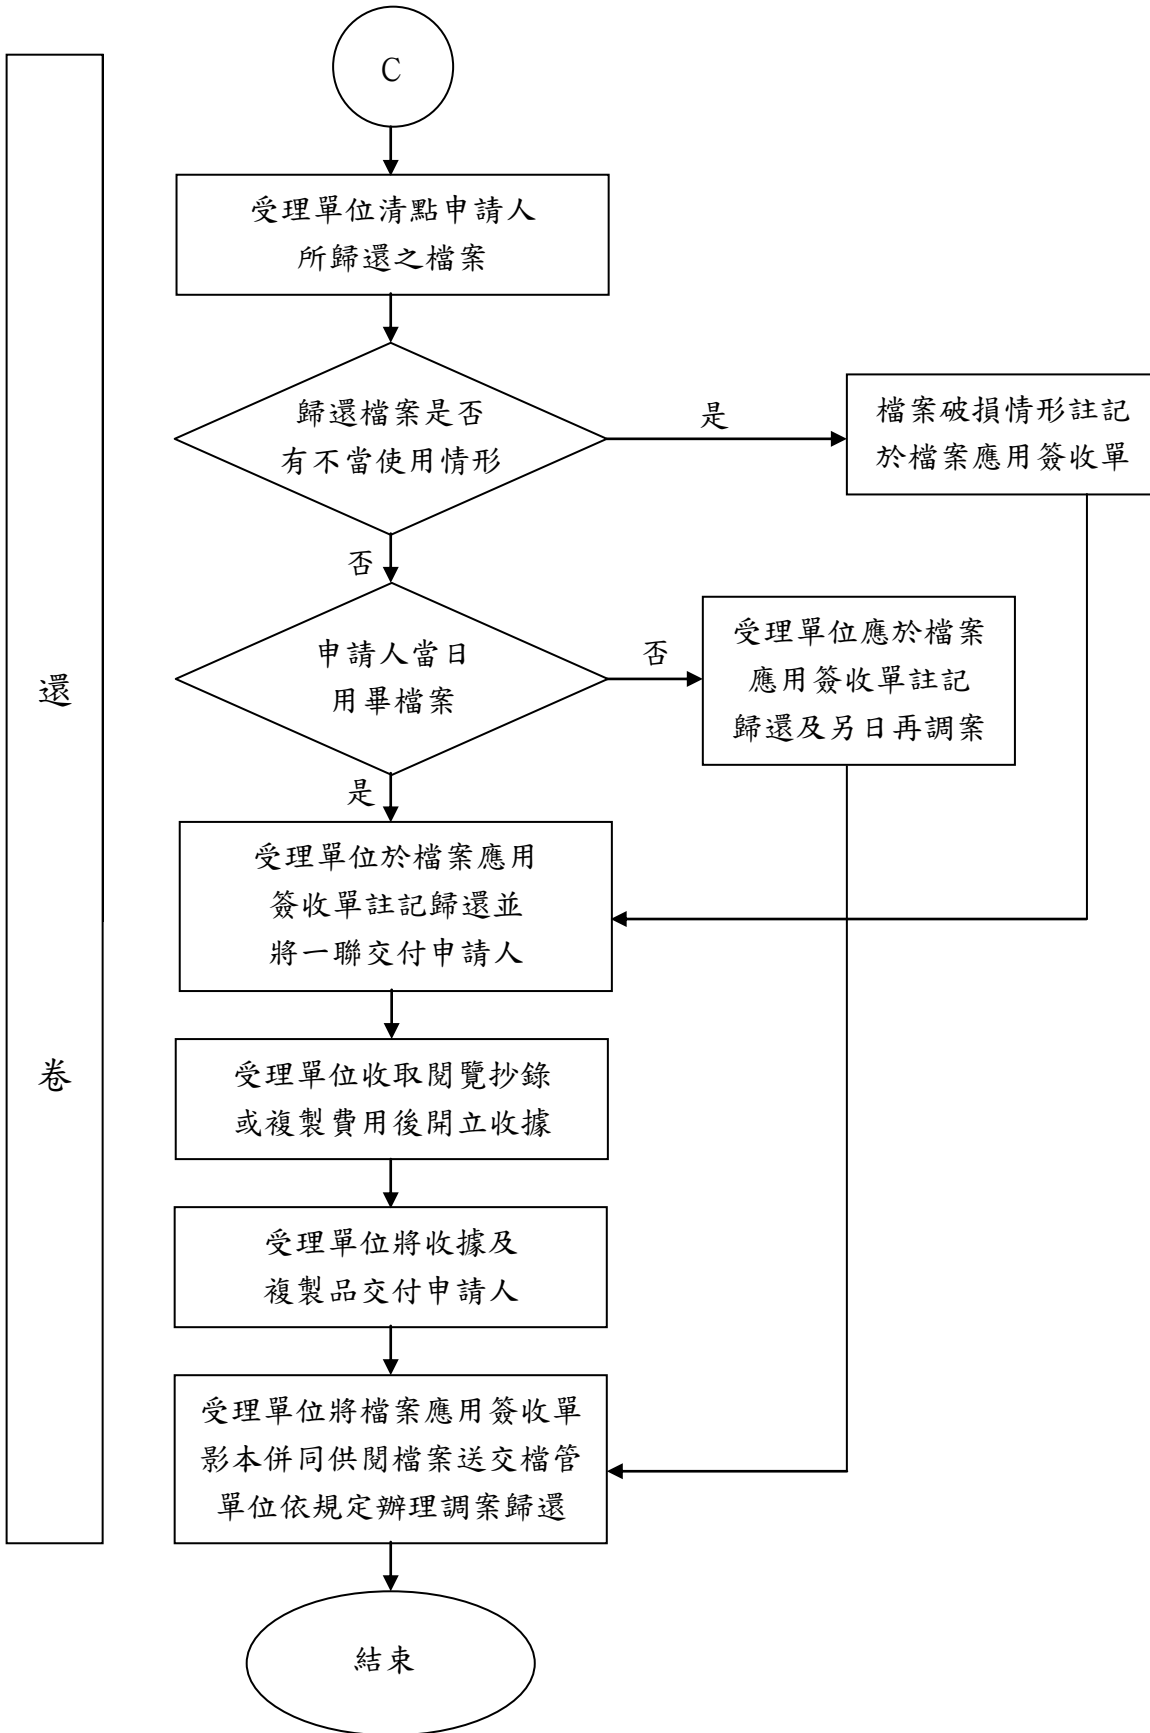 C
受理單位清點申請人
所歸還之檔案
歸還檔案是否
有不當使用情形
是
檔案破損情形註記
於檔案應用簽收單
否
申請人當日
用畢檔案
否
受理單位應於檔案
應用簽收單註記
歸還及另日再調案
是
還
卷
受理單位於檔案應用
簽收單註記歸還並
將一聯交付申請人
受理單位收取閱覽抄錄
或複製費用後開立收據
受理單位將收據及
複製品交付申請人
受理單位將檔案應用簽收單
影本併同供閱檔案送交檔管
單位依規定辦理調案歸還
結束